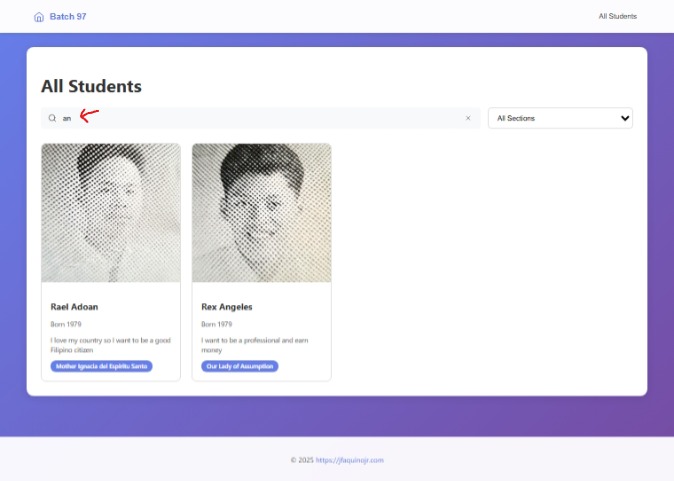 Batch 97
All Students
All Students
an
All Sections
Rael Adoan
Born 1979
I love my country so I want to be a good
Filipino citizen
Mother Ignacia del Espiritu Santo
Rex Angeles
Born 1979
I want to be a professional and earn
money
Our Lady of Assumption
© 2025 https://jfaquinojr.com